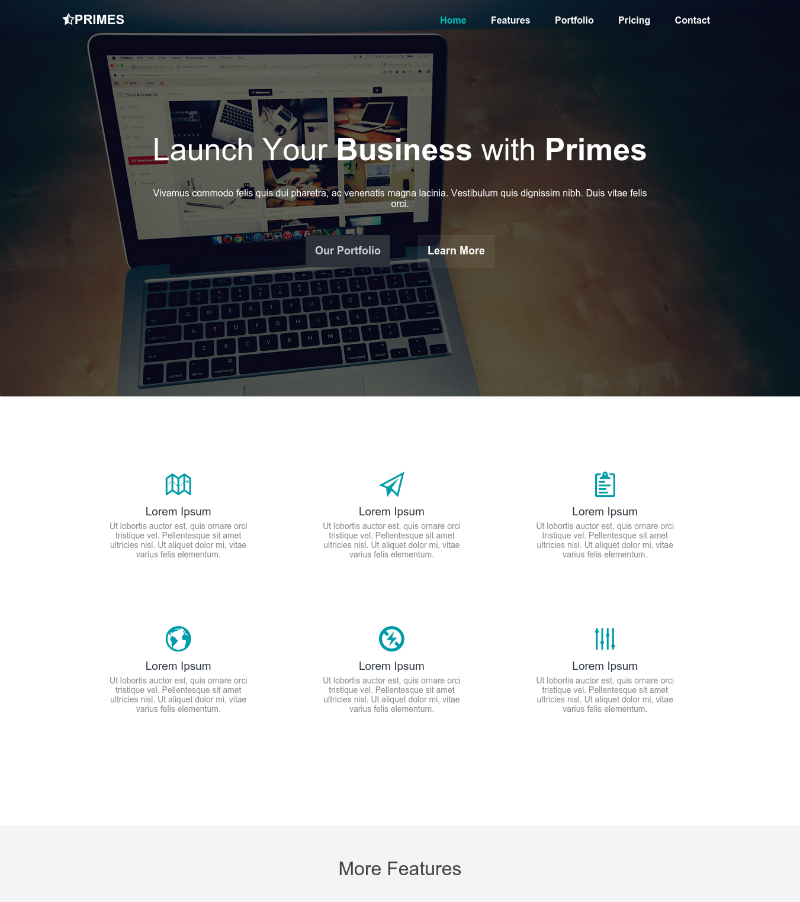 PRIMES
Home Features Portfolio Pricing Contact
Launch Your Business with Primes
Vivamus commodo felis quis dui pharetra, ac venenatis magna lacinia. Vestibulum quis dignissim nibh. Duis vitae felis
orci.
Our Portfolio Learn More
Lorem Ipsum
Ut lobortis auctor est, quis ornare orci
tristique vel. Pellentesque sit amet
ultricies nisl. Ut aliquet dolor mi, vitae
varius felis elementum.
Lorem Ipsum
Ut lobortis auctor est, quis ornare orci
tristique vel. Pellentesque sit amet
ultricies nisl. Ut aliquet dolor mi, vitae
varius felis elementum.
Lorem Ipsum
Ut lobortis auctor est, quis ornare orci
tristique vel. Pellentesque sit amet
ultricies nisl. Ut aliquet dolor mi, vitae
varius felis elementum.
Lorem Ipsum
Ut lobortis auctor est, quis ornare orci
tristique vel. Pellentesque sit amet
ultricies nisl. Ut aliquet dolor mi, vitae
varius felis elementum.
Lorem Ipsum
Ut lobortis auctor est, quis ornare orci
tristique vel. Pellentesque sit amet
ultricies nisl. Ut aliquet dolor mi, vitae
varius felis elementum.
Lorem Ipsum
Ut lobortis auctor est, quis ornare orci
tristique vel. Pellentesque sit amet
ultricies nisl. Ut aliquet dolor mi, vitae
varius felis elementum.
More Features